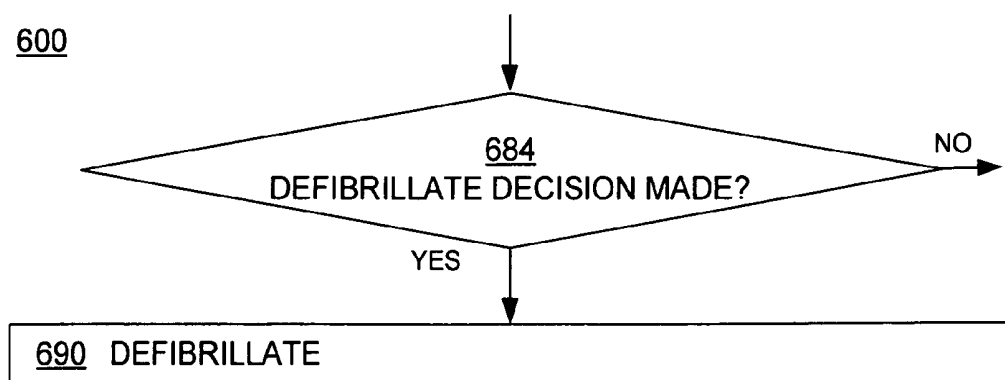 600
684
DEFIBRILLATE DECISION MADE?
NO
YES
690 DEFIBRILLATE